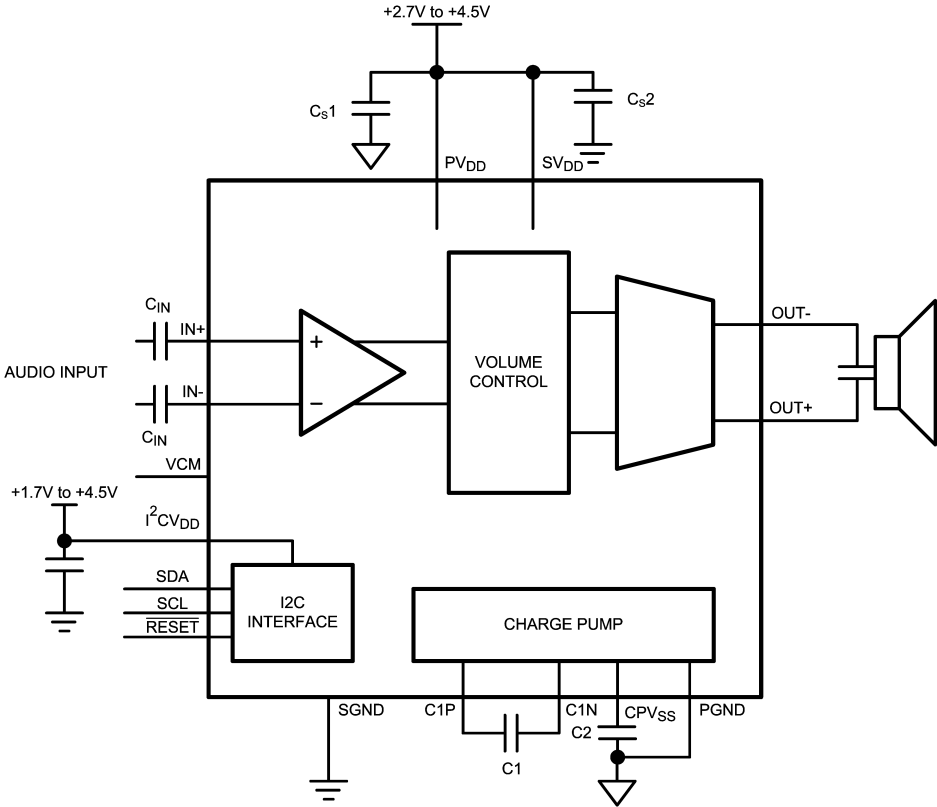 +2.7V to +4.5V
CS1
CS2
PVDD
SVDD
CIN
IN+
OUT-
+
VOLUME
CONTROL
AUDIO INPUT
IN-
−
OUT+
CIN
VCM
+1.7V to +4.5V
I2CVDD
SDA
I2C
INTERFACE
SCL
RESET
CHARGE PUMP
SGND
C1P
C1N
CPVSS
PGND
C2
C1